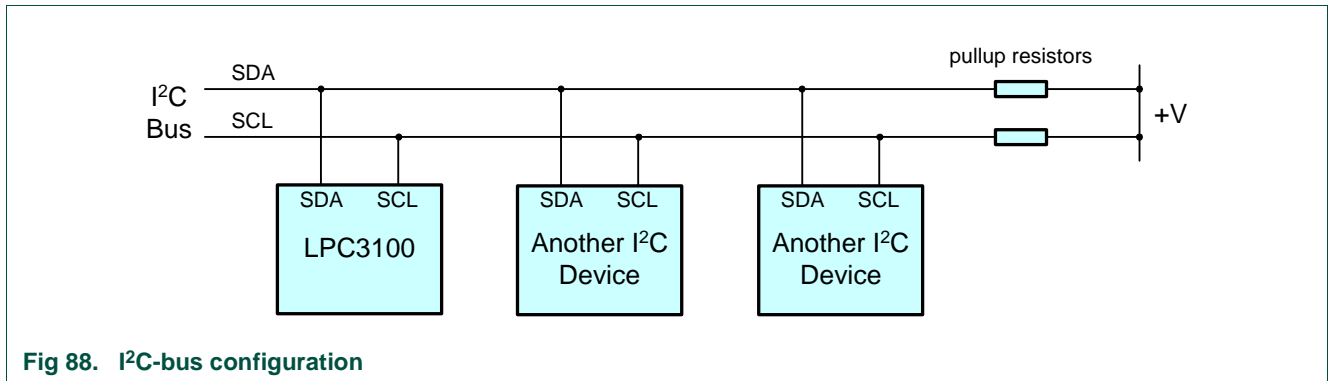 pullup resistors
SDA
I²C
Bus
SCL
+V
SDA SCL
LPC3100
SDA SCL
Another I²C
Device
SDA SCL
Another I²C
Device
Fig 88. I²C-bus configuration